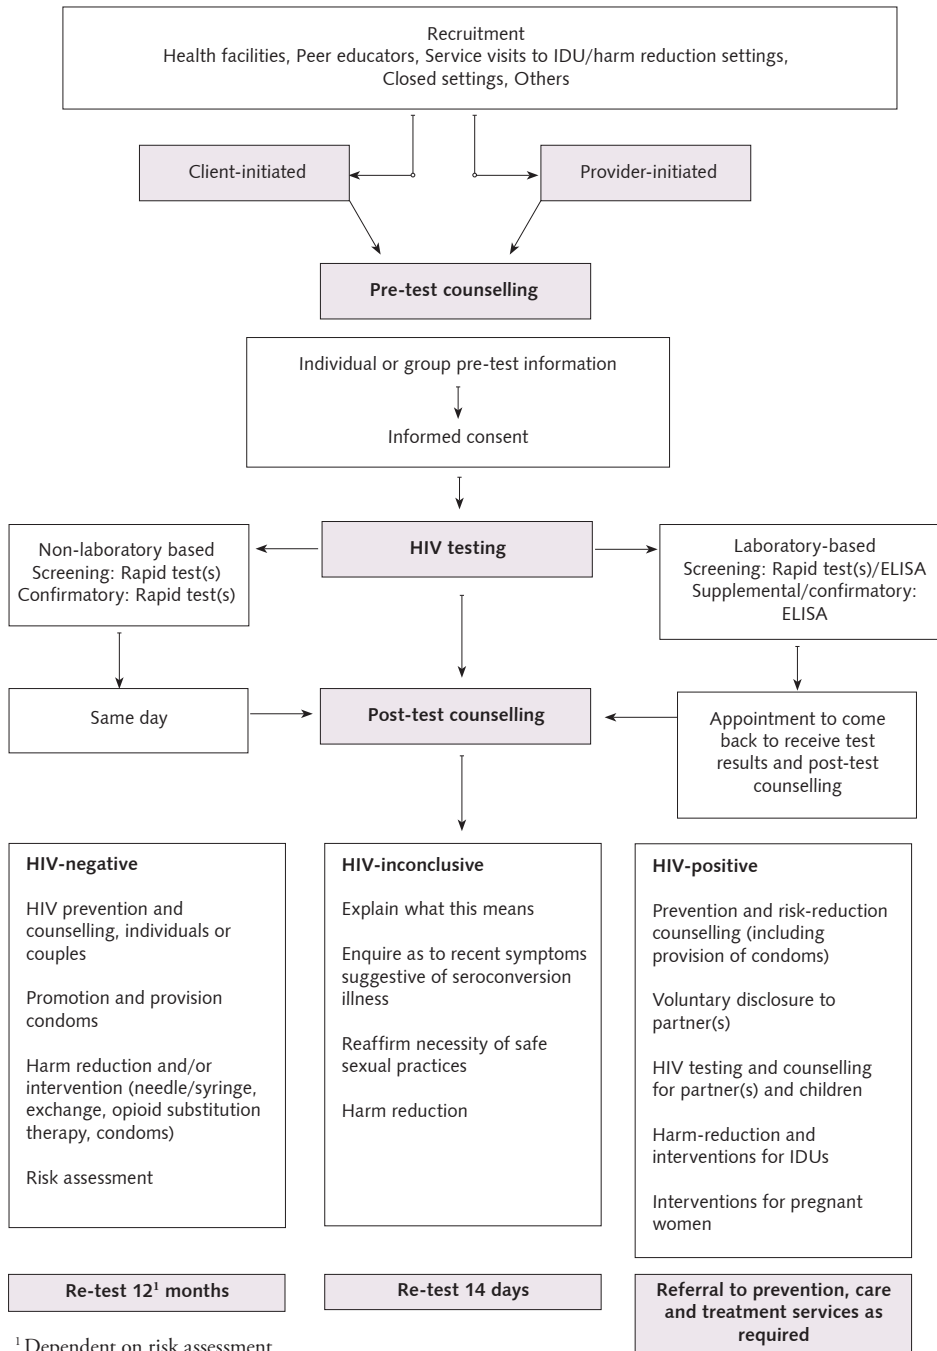 Recruitment
Health facilities, Peer educators, Service visits to IDU/harm reduction settings,
Closed settings, Others
Client-initiated
Provider-initiated
Pre-test counselling
Individual or group pre-test information
Informed consent
Non-laboratory based
Screening: Rapid test(s)
Confirmatory: Rapid test(s)
HIV testing
Laboratory-based
Screening: Rapid test(s)/ELISA
Supplemental/confirmatory:
ELISA
Same day
Post-test counselling
Appointment to come
back to receive test
results and post-test
counselling
HIV-negative
HIV prevention and
counselling, individuals or
couples
Promotion and provision
condoms
Harm reduction and/or
intervention (needle/syringe,
exchange, opioid substitution
therapy, condoms)
Risk assessment
HIV-inconclusive
Explain what this means
Enquire as to recent symptoms
suggestive of seroconversion
illness
Reaffirm necessity of safe
sexual practices
Harm reduction
HIV-positive
Prevention and risk-reduction
counselling (including
provision of condoms)
Voluntary disclosure to
partner(s)
HIV testing and counselling
for partner(s) and children
Harm-reduction and
interventions for IDUs
Interventions for pregnant
women
Re-test 12¹ months
Re-test 14 days
Referral to prevention, care
and treatment services as
required
¹ Dependent on risk assessment